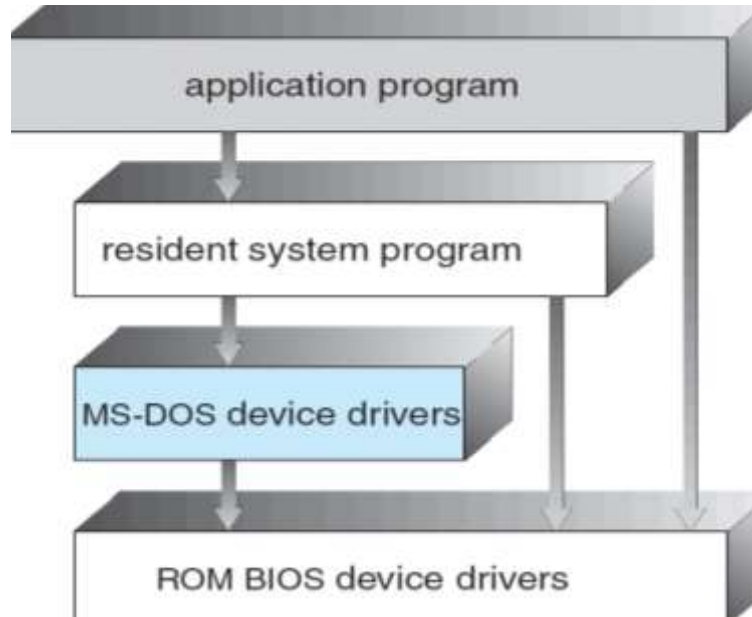 application program
resident system program
MS-DOS device drivers
ROM BIOS device drivers